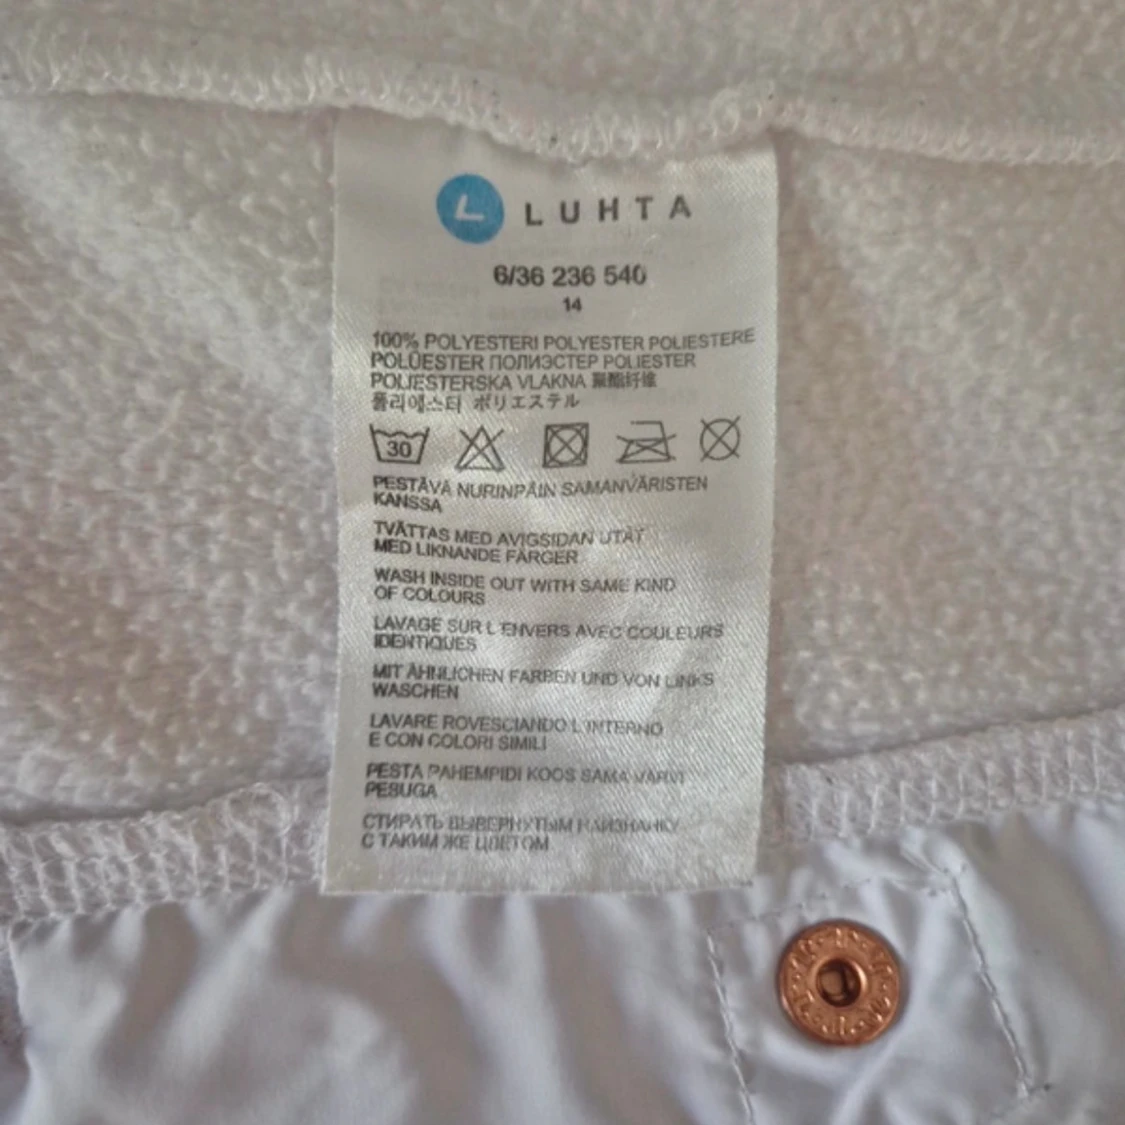 L LUHTA
6/36 236 540
14
100% POLYESTERI POLYESTER POLIESTERE
POLÜESTER ПОЛИЭСТЕР POLIESTER
POLIESTERSKA VLAKNA 聚酯纤维
폴리에스터 ポリエステル
30
PESTÄVÄ NURINPÄIN SAMANVÄRISTEN
KANSSA
TVÄTTAS MED AVIGSIDAN UTÅT
MED LIKNANDE FÄRGER
WASH INSIDE OUT WITH SAME KIND
OF COLOURS
LAVAGE SUR L'ENVERS AVEC COULEURS
IDENTIQUES
MIT ÄHNLICHEN FARBEN UND VON LINKS
WASCHEN
LAVARE ROVESCIANDO L'INTERNO
E CON COLORI SIMILI
PESTA PAHEMPIDI KOOS SAMA VÄRVI
PESUGA
СТИРАТЬ ВЫВЕРНУТЫМ НАИЗНАНКУ
С ТАКИМ ЖЕ ЦВЕТОМ